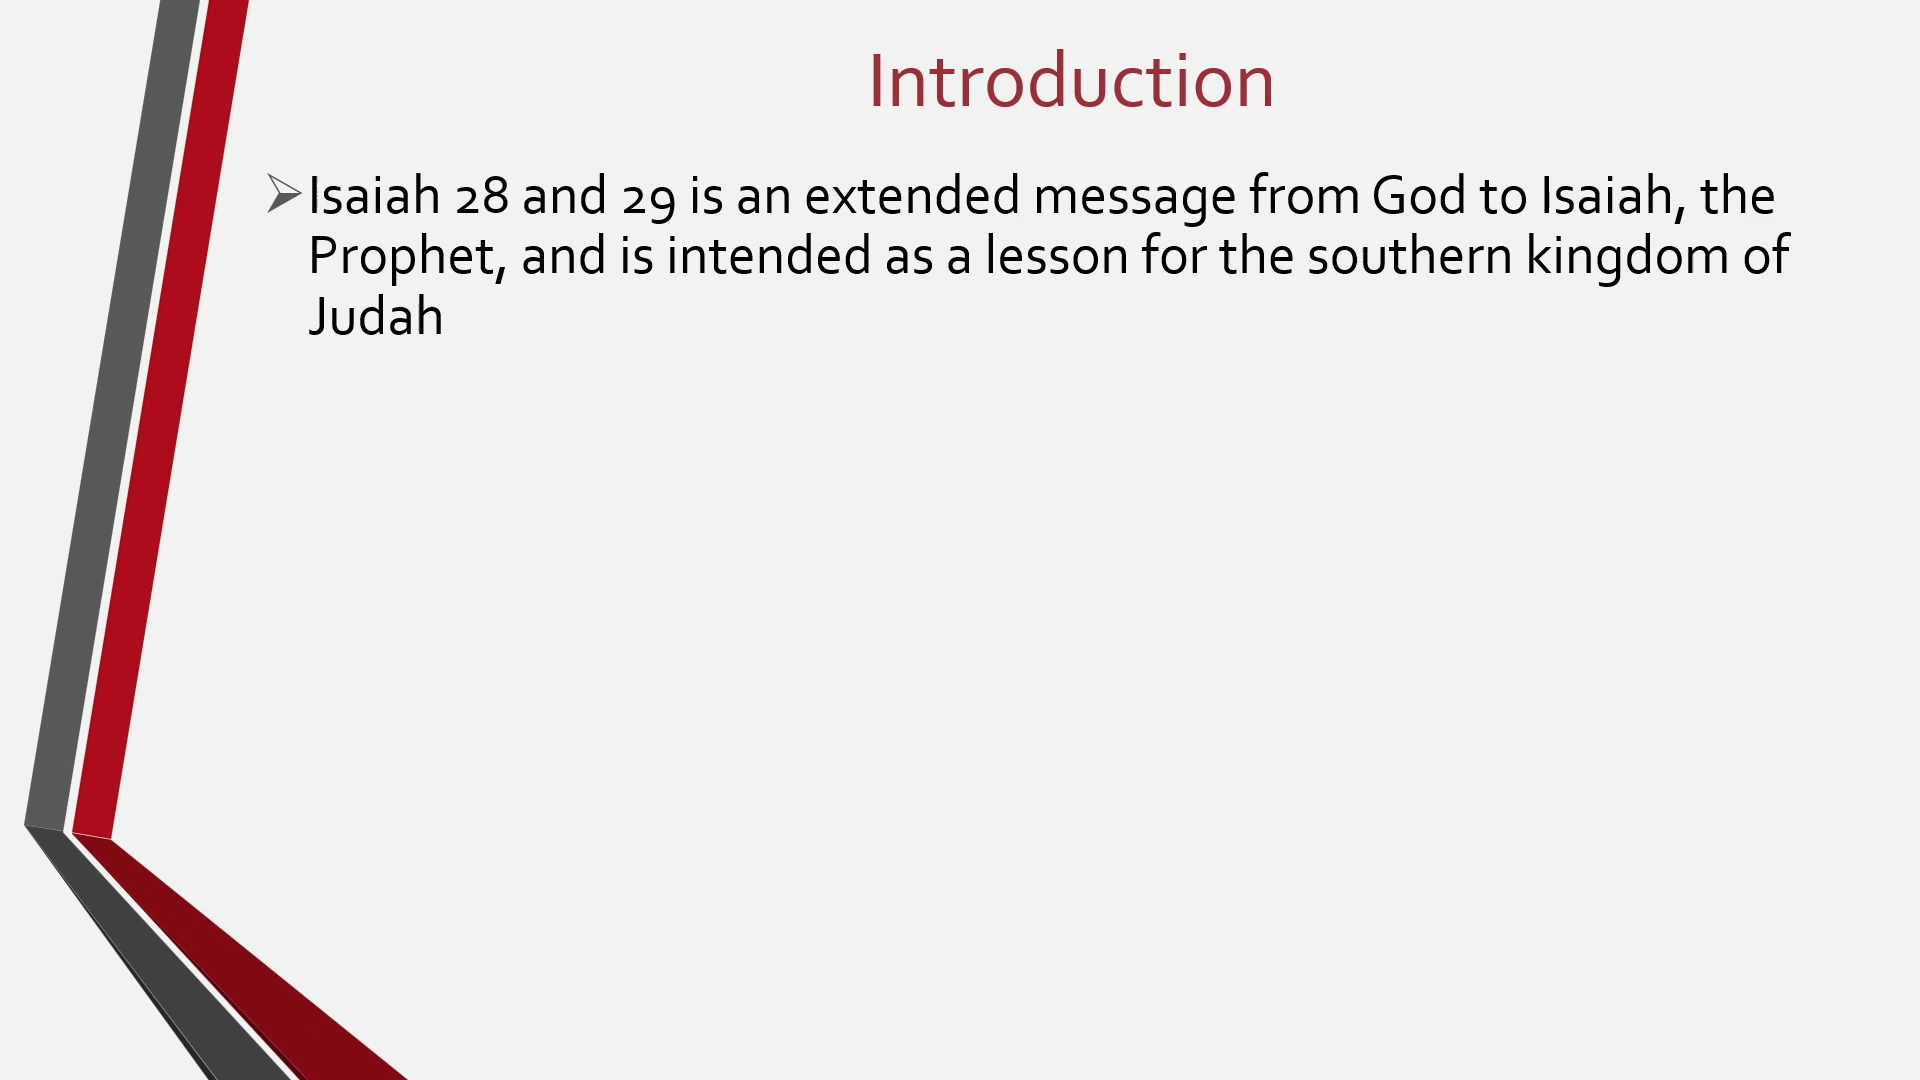 Introduction
Isaiah 28 and 29 is an extended message from God to Isaiah, the
Prophet, and is intended as a lesson for the southern kingdom of
Judah